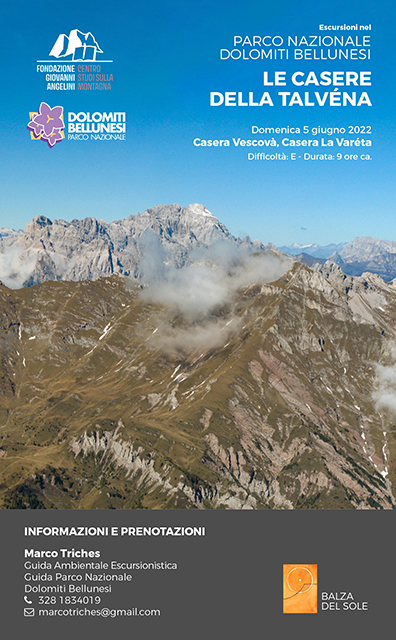 Escursioni nel
PARCO NAZIONALE
DOLOMITI BELLUNESI
LE CASERE
DELLA TALVÉNA
Domenica 5 giugno 2022
Casera Vescovà, Casera La Varéta
Difficoltà: E - Durata: 9 ore ca.
FONDAZIONE CENTRO
GIOVANNI STUDI SULLA
ANGELINI MONTAGNA
DOLOMITI
BELLUNESI
PARCO NAZIONALE
INFORMAZIONI E PRENOTAZIONI
Marco Triches
Guida Ambientale Escursionistica
Guida Parco Nazionale
Dolomiti Bellunesi
328 1834019
marcotriches@gmail.com
BALZA
DEL SOLE